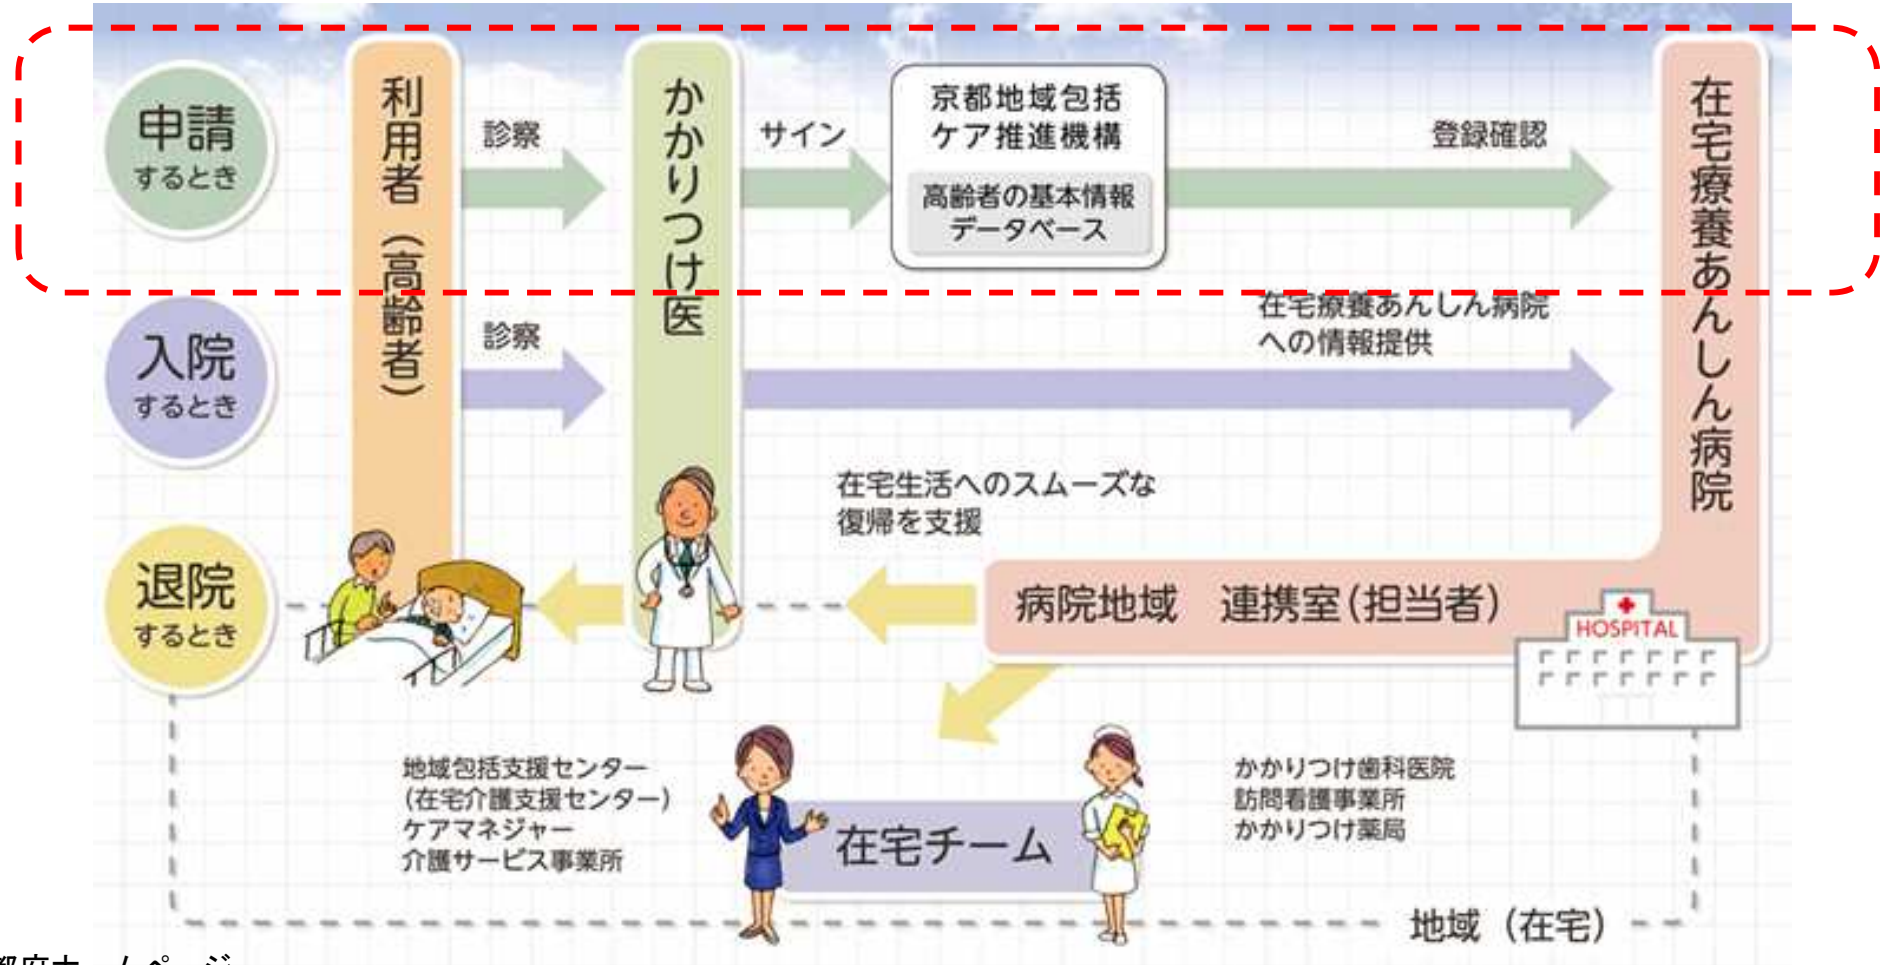 申請
するとき
利用者（高齢者）
診察
かかりつけ医
サイン
京都地域包括
ケア推進機構
高齢者の基本情報
データベース
登録確認
在宅療養あんしん病院
入院
するとき
診察
在宅療養あんしん病院
への情報提供
在宅生活へのスムーズな
復帰を支援
退院
するとき
病院地域　連携室(担当者)
HOSPITAL
地域包括支援センター
(在宅介護支援センター)
ケアマネジャー
介護サービス事業所
在宅チーム
かかりつけ歯科医院
訪問看護事業所
かかりつけ薬局
地域（在宅）